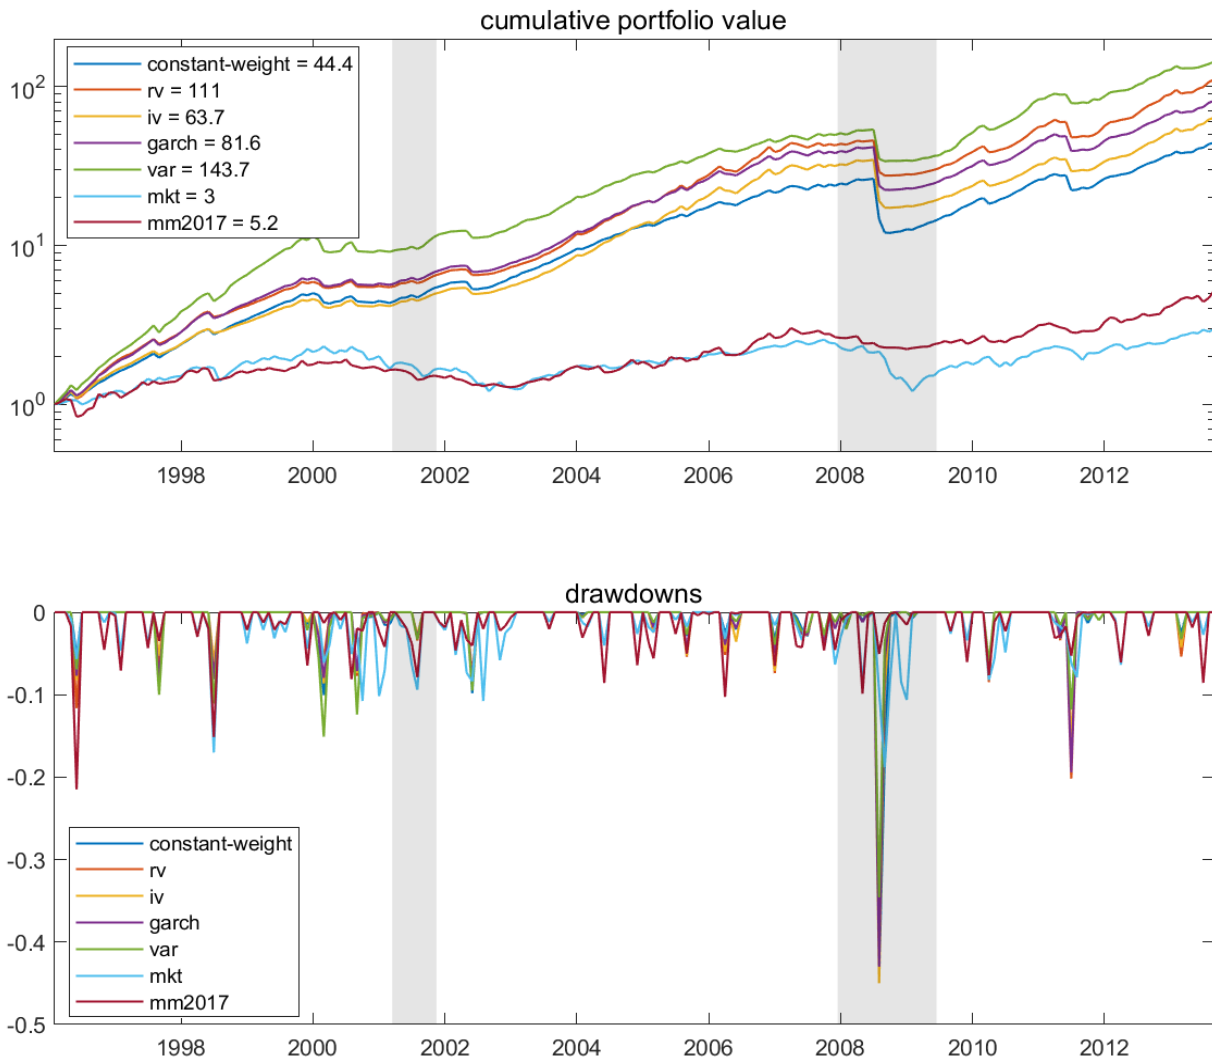 cumulative portfolio value
constant-weight = 44.4
rv = 111
iv = 63.7
garch = 81.6
var = 143.7
mkt = 3
mm2017 = 5.2
10^2
10^1
10^0
1998 2000 2002 2004 2006 2008 2010 2012
drawdowns
0
-0.1
-0.2
-0.3
-0.4
-0.5
constant-weight
rv
iv
garch
var
mkt
mm2017
1998 2000 2002 2004 2006 2008 2010 2012